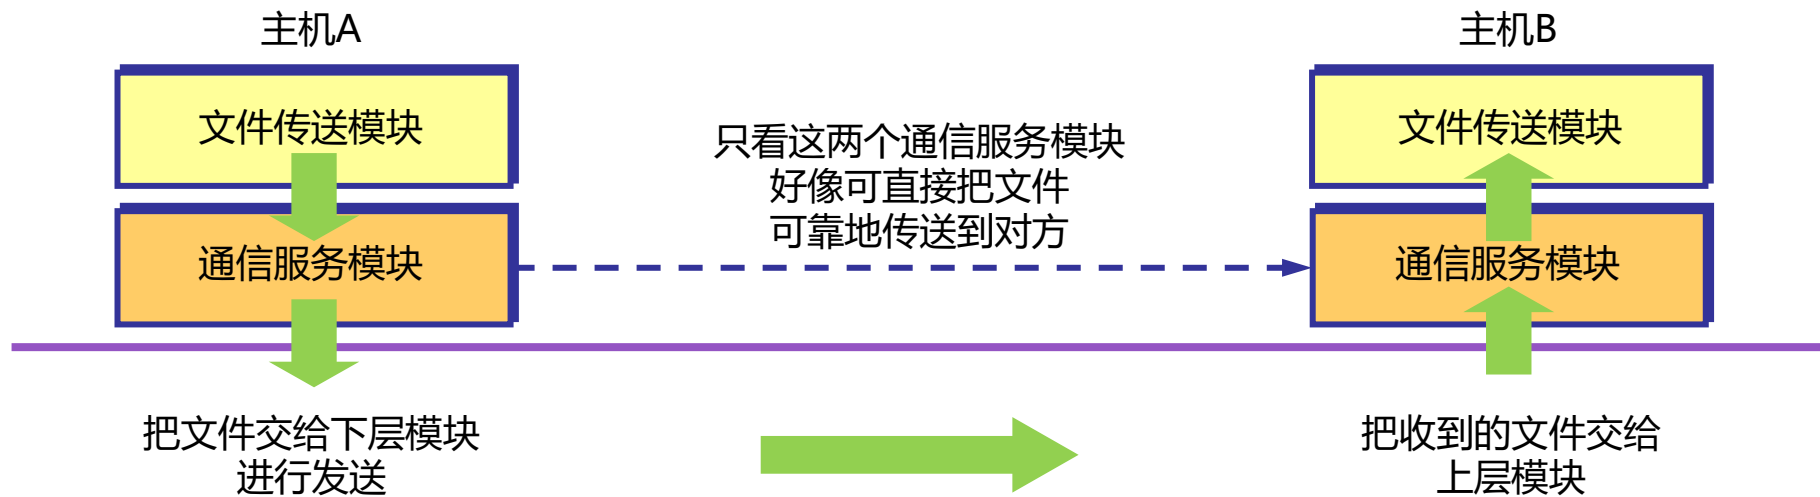 主机A
主机B
文件传送模块
文件传送模块
只看这两个通信服务模块
好像可直接把文件
可靠地传送到对方
通信服务模块
通信服务模块
把文件交给下层模块
进行发送
把收到的文件交给
上层模块